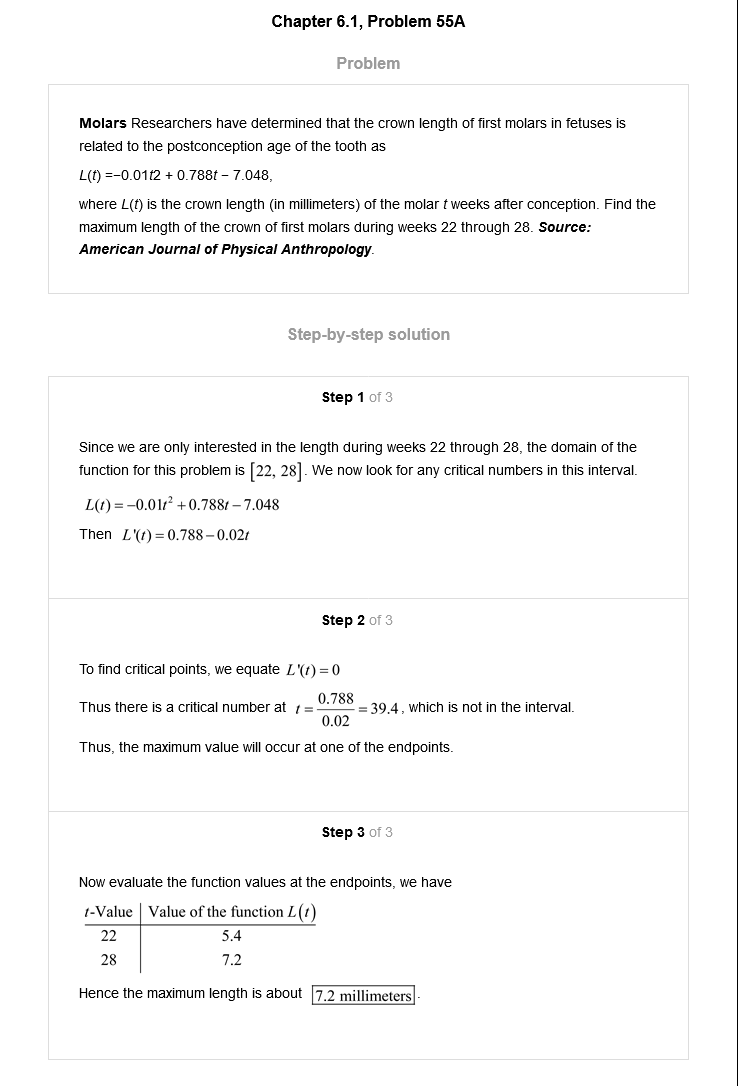 Chapter 6.1, Problem 55A
Problem
Molars Researchers have determined that the crown length of first molars in fetuses is
related to the postconception age of the tooth as
L(t) =−0.01t2 + 0.788t − 7.048,
where L(t) is the crown length (in millimeters) of the molar t weeks after conception. Find the
maximum length of the crown of first molars during weeks 22 through 28. Source:
American Journal of Physical Anthropology.
Step-by-step solution
Step 1 of 3
Since we are only interested in the length during weeks 22 through 28, the domain of the
function for this problem is [22, 28]. We now look for any critical numbers in this interval.
L(t) = −0.01t² + 0.788t − 7.048
Then L'(t) = 0.788 − 0.02t
Step 2 of 3
To find critical points, we equate L'(t) = 0
Thus there is a critical number at t = 0.788/0.02 = 39.4, which is not in the interval.
Thus, the maximum value will occur at one of the endpoints.
Step 3 of 3
Now evaluate the function values at the endpoints, we have
t-Value Value of the function L(t)
22 5.4
28 7.2
Hence the maximum length is about 7.2 millimeters.